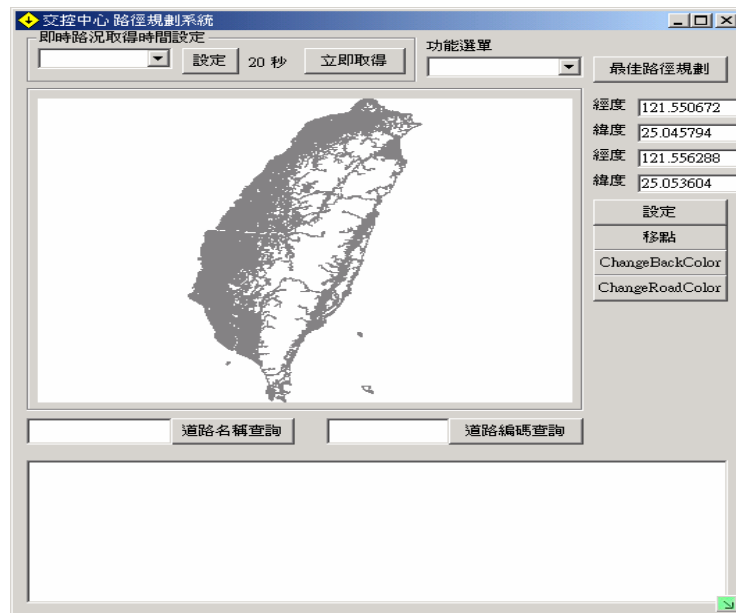 交控中心 路徑規劃系統
即時路況取得時間設定
設定 20 秒 立即取得
功能選單
最佳路徑規劃
經度 121.550672
緯度 25.045794
經度 121.556288
緯度 25.053604
設定
移點
ChangeBackColor
ChangeRoadColor
道路名稱查詢 道路編碼查詢